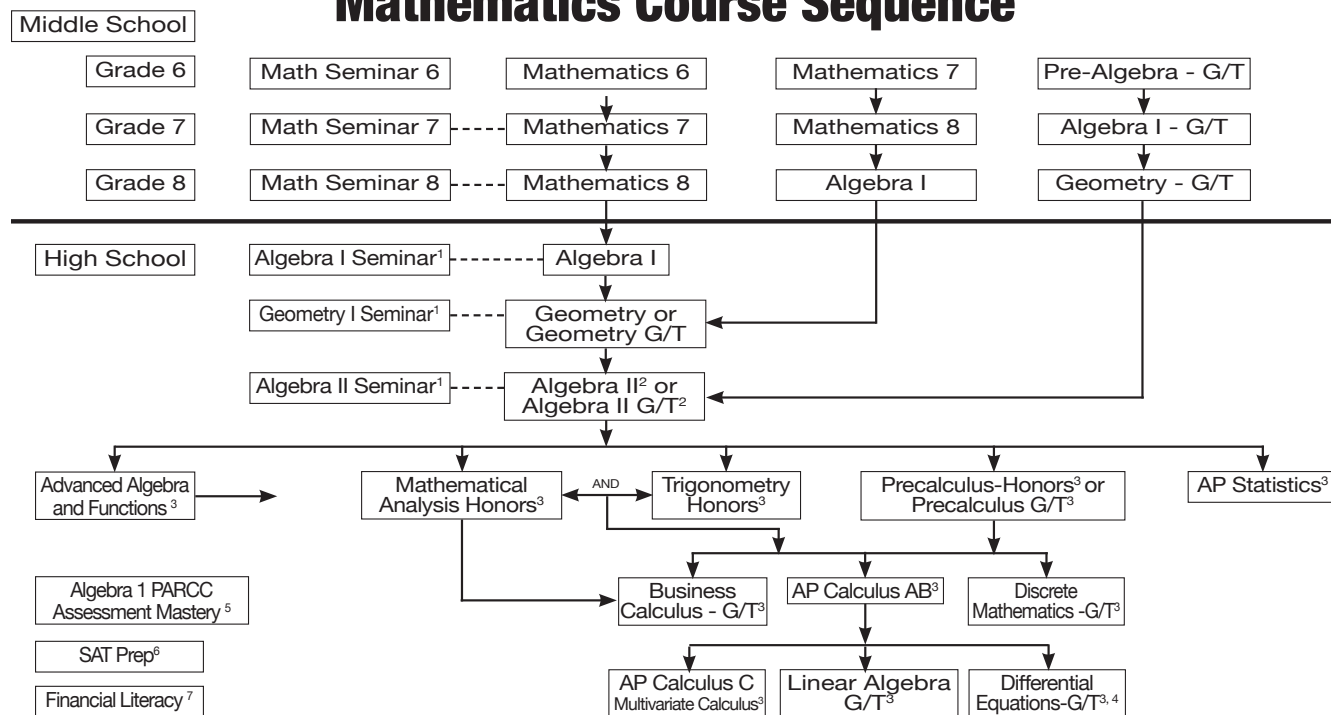 Mathematics Course Sequence
Middle School
Grade 6
Math Seminar 6
Mathematics 6
Mathematics 7
Pre-Algebra - G/T
Grade 7
Math Seminar 7
Mathematics 7
Mathematics 8
Algebra I - G/T
Grade 8
Math Seminar 8
Mathematics 8
Algebra I
Geometry - G/T
High School
Algebra I Seminar¹
Algebra I
Geometry I Seminar¹
Geometry or
Geometry G/T
Algebra II Seminar¹
Algebra II² or
Algebra II G/T²
Advanced Algebra
and Functions ³
Mathematical
Analysis Honors³
AND
Trigonometry
Honors³
Precalculus-Honors³ or
Precalculus G/T³
AP Statistics³
Algebra 1 PARCC
Assessment Mastery ⁵
Business
Calculus - G/T³
AP Calculus AB³
Discrete
Mathematics -G/T³
SAT Prep⁶
Financial Literacy ⁷
AP Calculus C
Multivariate Calculus³
Linear Algebra
G/T³
Differential
Equations-G/T³, ⁴